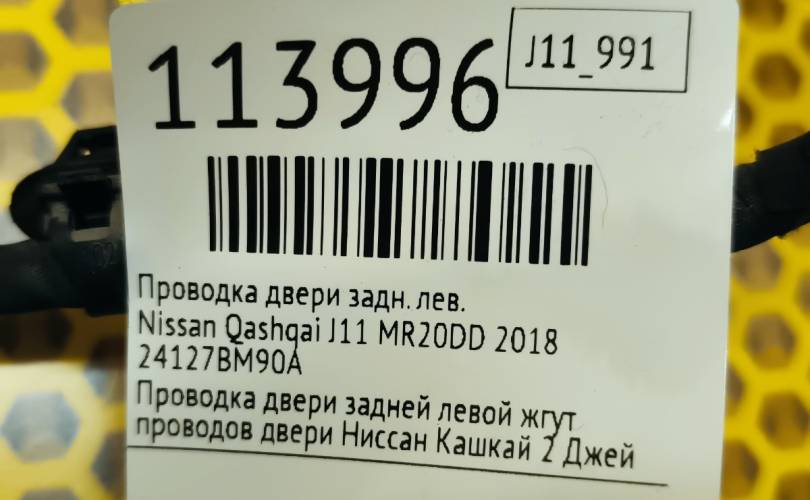 113996
J11_991
Проводка двери задн. лев.
Nissan Qashqai J11 MR20DD 2018
24127BM90A
Проводка двери задней левой жгут
проводов двери Ниссан Кашкай 2 Джей